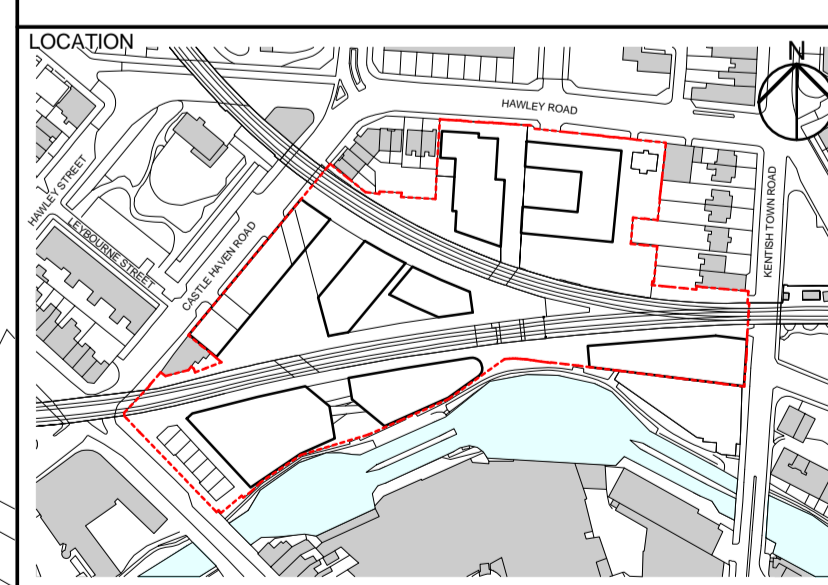 LOCATION
N
HAWLEY ROAD
HAWLEY STREET
LEYBOURNE STREET
CASTLE HAVEN ROAD
KENTISH TOWN ROAD